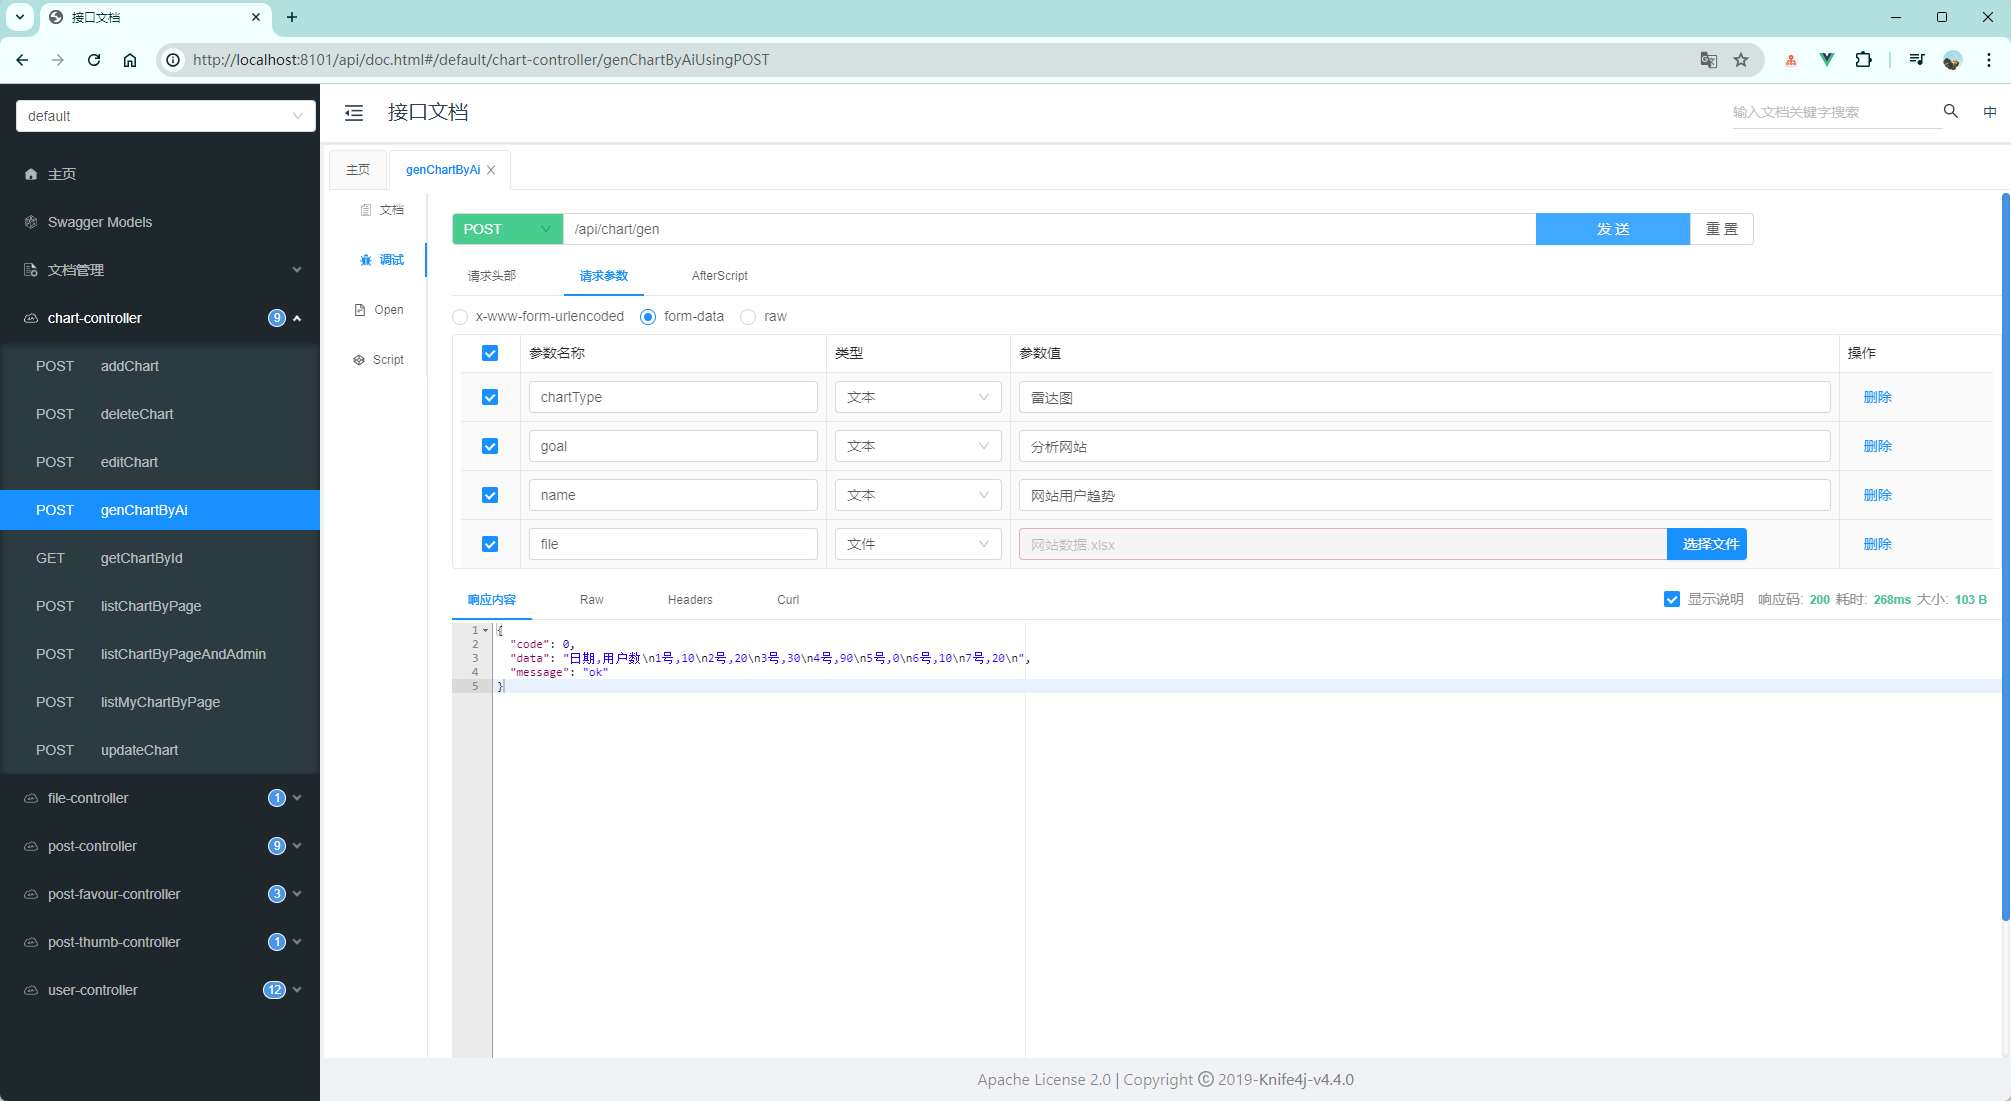 接口文档
http://localhost:8101/api/doc.html#/default/chart-controller/genChartByAiUsingPOST
default
主页
Swagger Models
文档管理
chart-controller 9
POST addChart
POST deleteChart
POST editChart
POST genChartByAi
GET getChartById
POST listChartByPage
POST listChartByPageAndAdmin
POST listMyChartByPage
POST updateChart
file-controller 1
post-controller 9
post-favour-controller 3
post-thumb-controller 1
user-controller 12
接口文档
输入文档关键字搜索 中
主页 genChartByAi
文档
调试
Open
Script
POST /api/chart/gen 发 送 重 置
请求头部 请求参数 AfterScript
x-www-form-urlencoded form-data raw
参数名称 类型 参数值 操作
chartType 文本 雷达图 删除
goal 文本 分析网站 删除
name 文本 网站用户趋势 删除
file 文件 网站数据.xlsx 选择文件 删除
响应内容 Raw Headers Curl 显示说明 响应码: 200 耗时: 268ms 大小: 103 B
1 {
2 "code": 0,
3 "data": "日期,用户数\n1号,10\n2号,20\n3号,30\n4号,90\n5号,0\n6号,10\n7号,20\n",
4 "message": "ok"
5 }
Apache License 2.0 | Copyright © 2019-Knife4j-v4.4.0